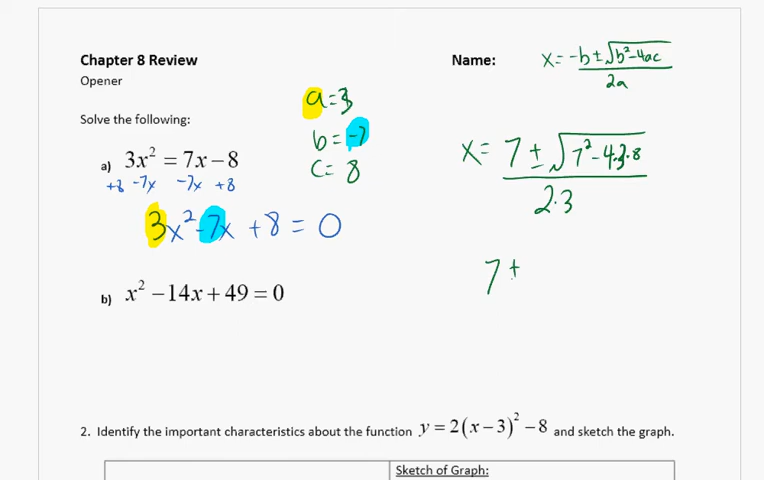 Chapter 8 Review
Name:
x = -b ± √b² - 4ac
2a
Opener
a = 3
Solve the following:
b = -7
a) 3x² = 7x − 8
c = 8
+8 -7x -7x +8
x = 7 ± √7² - 4·3·8
2·3
3x² - 7x + 8 = 0
7 ±
b) x² − 14x + 49 = 0
2. Identify the important characteristics about the function y = 2(x − 3)² − 8 and sketch the graph.
Sketch of Graph: